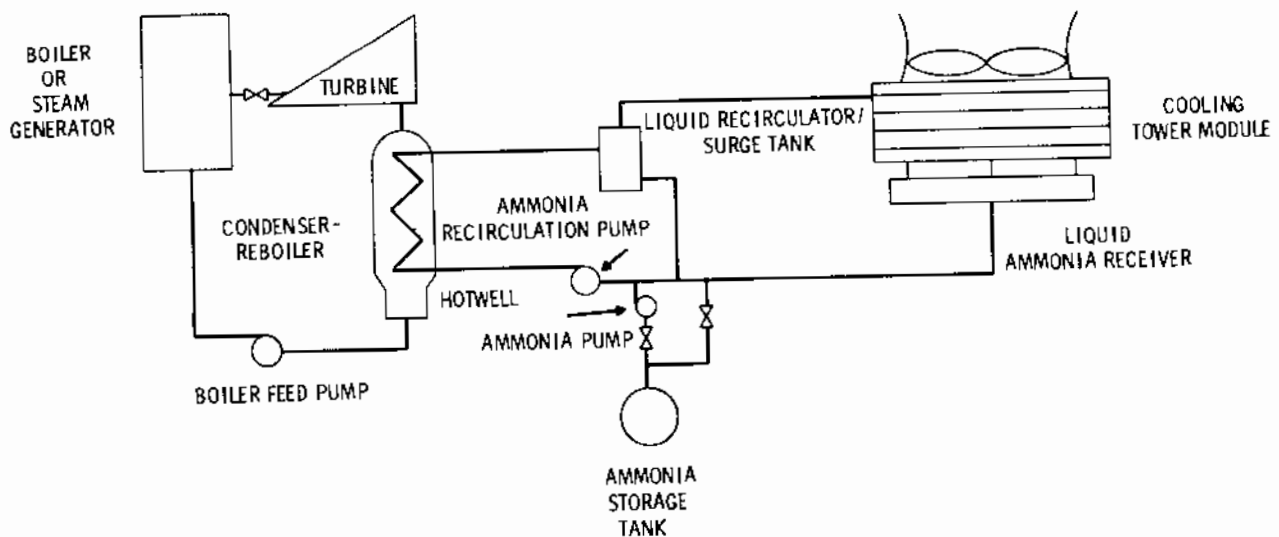 BOILER
OR
STEAM
GENERATOR
TURBINE
LIQUID RECIRCULATOR/
SURGE TANK
COOLING
TOWER MODULE
CONDENSER-
REBOILER
AMMONIA
RECIRCULATION PUMP
LIQUID
AMMONIA RECEIVER
HOTWELL
AMMONIA PUMP
BOILER FEED PUMP
AMMONIA
STORAGE
TANK